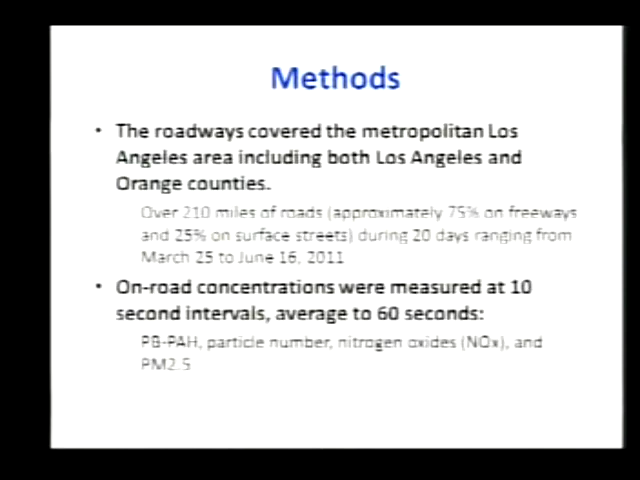 Methods
• The roadways covered the metropolitan Los
Angeles area including both Los Angeles and
Orange counties.
Over 210 miles of roads (approximately 75% on freeways
and 25% on surface streets) during 20 days ranging from
March 25 to June 16, 2011
• On-road concentrations were measured at 10
second intervals, average to 60 seconds:
PB-PAH, particle number, nitrogen oxides (NOx), and
PM2.5